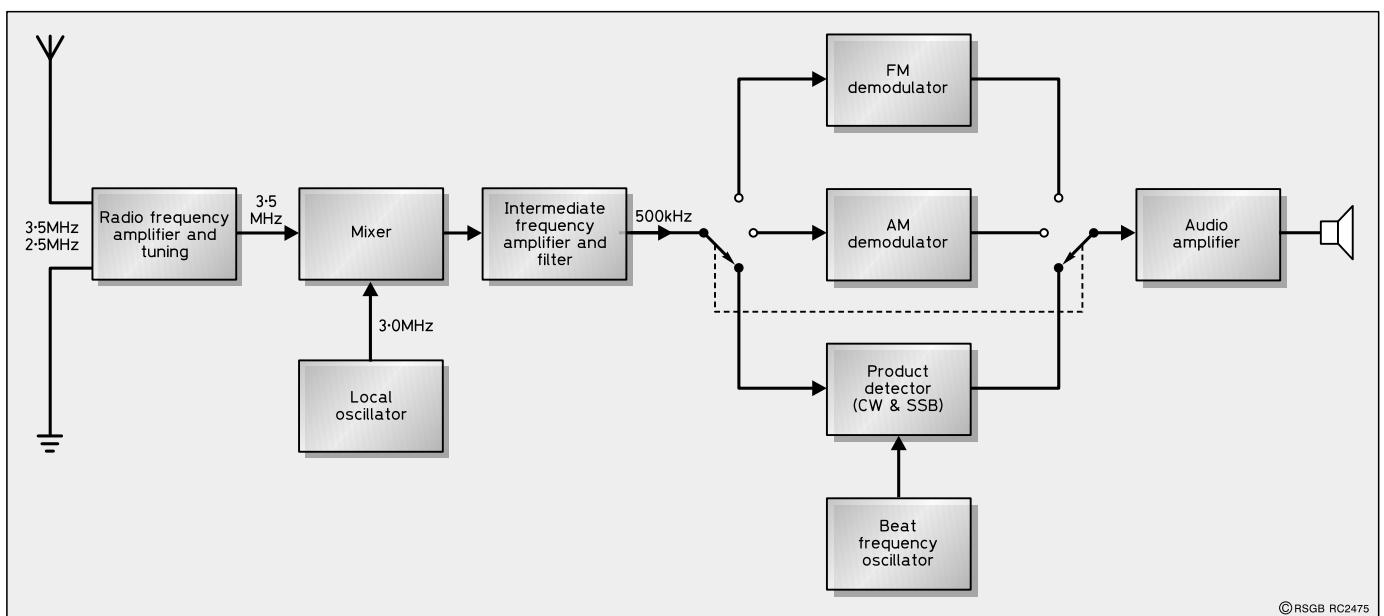 3·5MHz
2·5MHz
Radio frequency
amplifier and
tuning
3·5
MHz
Mixer
3·0MHz
Local
oscillator
Intermediate
frequency
amplifier and
filter
500kHz
FM
demodulator
AM
demodulator
Product
detector
(CW & SSB)
Beat
frequency
oscillator
Audio
amplifier
© RSGB RC2475